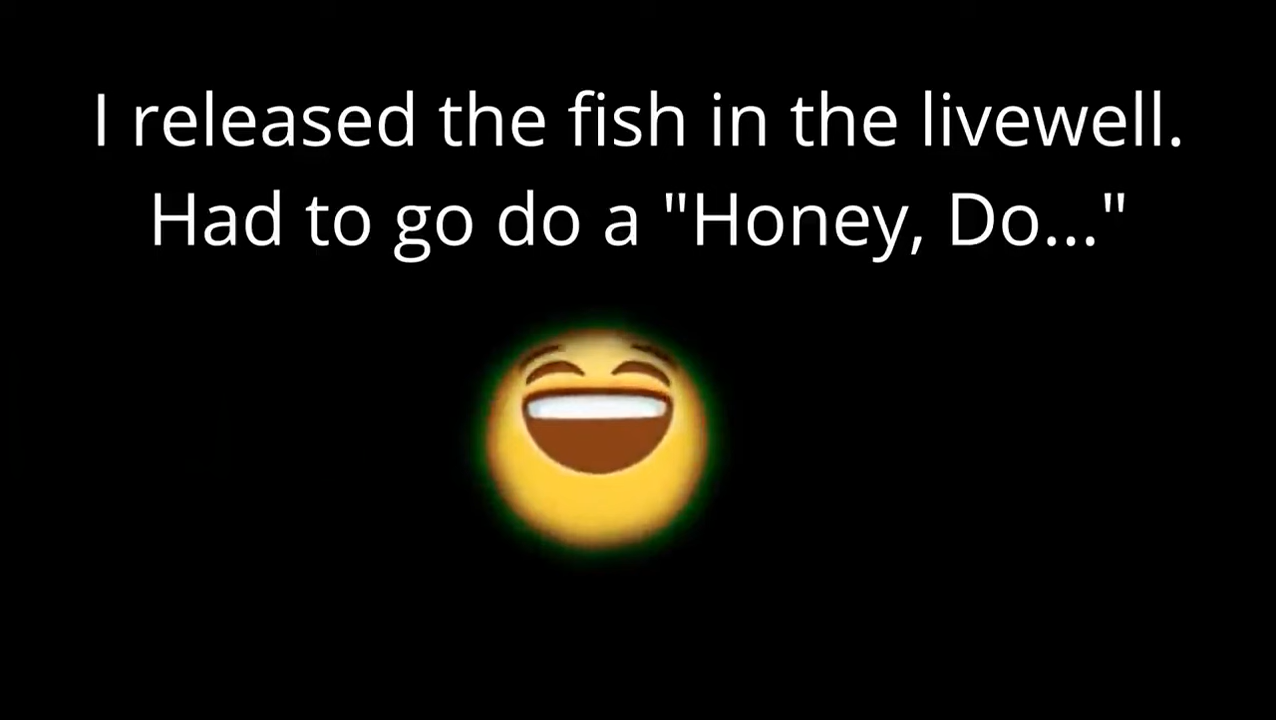 I released the fish in the livewell.
Had to go do a "Honey, Do..."